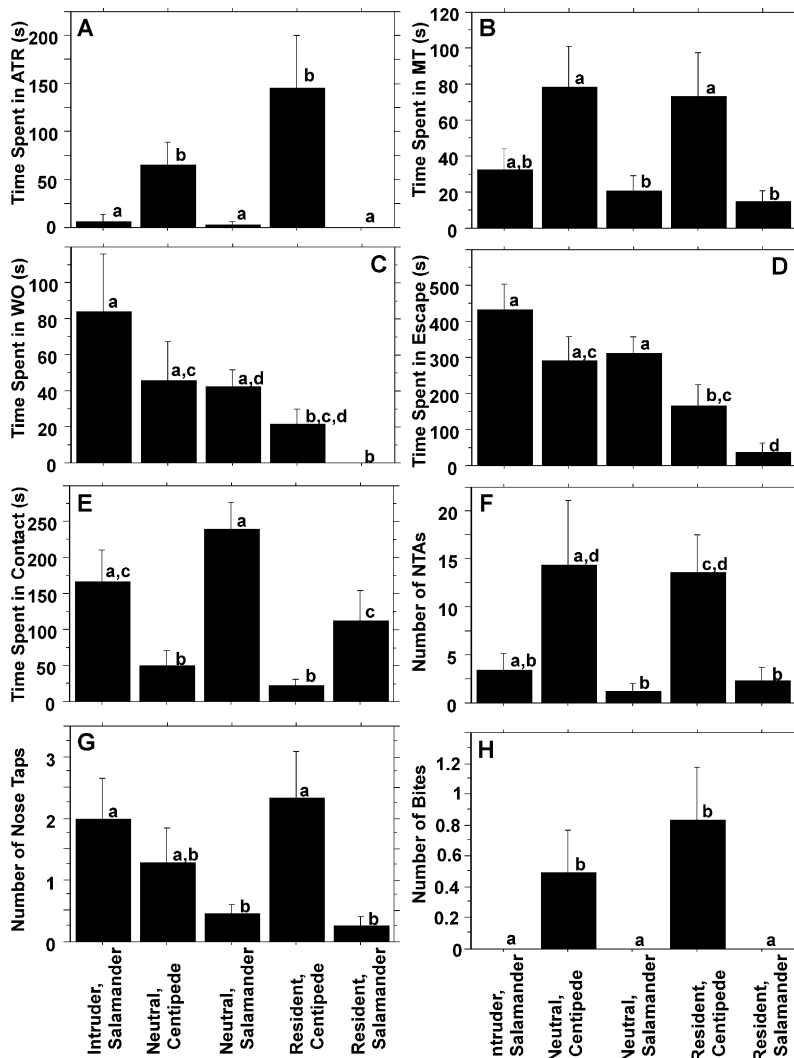 A
Time Spent in ATR (s)
200
150
100
50
0
a
b
a
b
a
B
Time Spent in MT (s)
120
100
80
60
40
20
0
a,b
a
b
a
b
C
Time Spent in WO (s)
100
80
60
40
20
0
a
a,c
a,d
b,c,d
b
D
Time Spent in Escape (s)
500
400
300
200
100
0
a
a,c
a
b,c
d
E
Time Spent in Contact (s)
250
200
150
100
50
0
a,c
b
a
b
c
F
Number of NTAs
20
15
10
5
0
a,b
a,d
b
c,d
b
G
Number of Nose Taps
3
2
1
0
a
a,b
b
a
b
H
Number of Bites
1.2
1
0.8
0.6
0.4
0.2
0
a
b
a
b
a
Intruder,
Salamander
Neutral,
Centipede
Neutral,
Salamander
Resident,
Centipede
Resident,
Salamander
Intruder,
Salamander
Neutral,
Centipede
Neutral,
Salamander
Resident,
Centipede
Resident,
Salamander